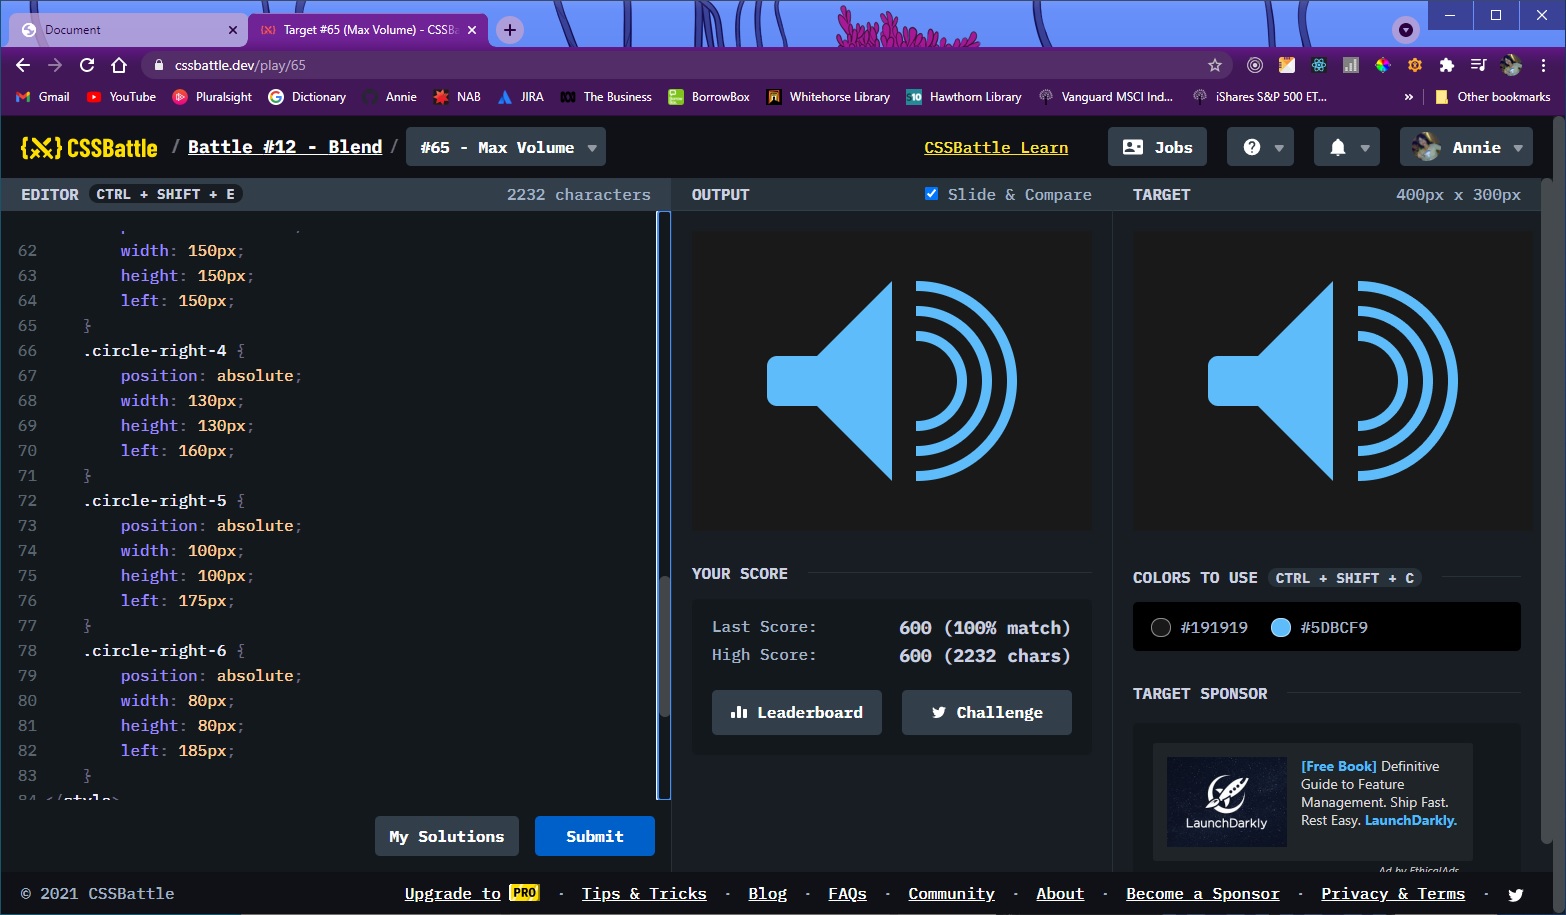 Document
Target #65 (Max Volume) - CSSBa
cssbattle.dev/play/65
Gmail YouTube Pluralsight Dictionary Annie NAB JIRA The Business BorrowBox Whitehorse Library Hawthorn Library Vanguard MSCI Ind... iShares S&P 500 ET... » Other bookmarks
{X} CSSBattle / Battle #12 - Blend / #65 - Max Volume CSSBattle Learn Jobs Annie
EDITOR CTRL + SHIFT + E 2232 characters OUTPUT Slide & Compare TARGET 400px x 300px
62 width: 150px;
63 height: 150px;
64 left: 150px;
65 }
66 .circle-right-4 {
67 position: absolute;
68 width: 130px;
69 height: 130px;
70 left: 160px;
71 }
72 .circle-right-5 {
73 position: absolute;
74 width: 100px;
75 height: 100px;
76 left: 175px;
77 }
78 .circle-right-6 {
79 position: absolute;
80 width: 80px;
81 height: 80px;
82 left: 185px;
83 }
84 </style>
My Solutions Submit
YOUR SCORE
Last Score: 600 (100% match)
High Score: 600 (2232 chars)
Leaderboard Challenge
COLORS TO USE CTRL + SHIFT + C
#191919 #5DBCF9
TARGET SPONSOR
LaunchDarkly
[Free Book] Definitive
Guide to Feature
Management. Ship Fast.
Rest Easy. LaunchDarkly.
Ad by EthicalAds
© 2021 CSSBattle Upgrade to PRO · Tips & Tricks · Blog · FAQs · Community · About · Become a Sponsor · Privacy & Terms ·